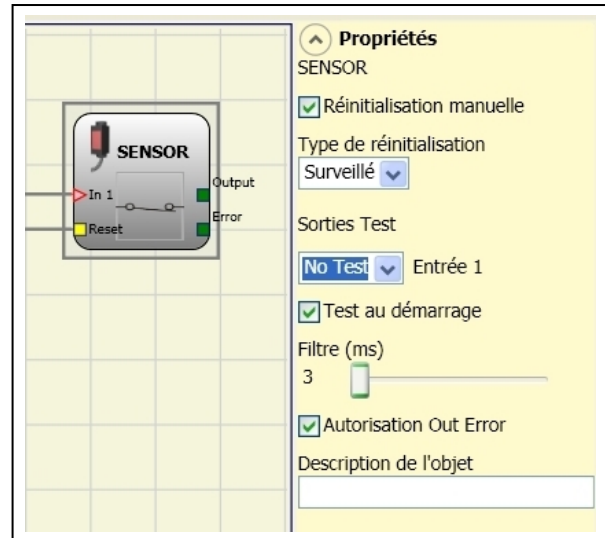 SENSOR
In 1
Output
Reset
Error
Propriétés
SENSOR
Réinitialisation manuelle
Type de réinitialisation
Surveillé
Sorties Test
No Test Entrée 1
Test au démarrage
Filtre (ms)
3
Autorisation Out Error
Description de l'objet